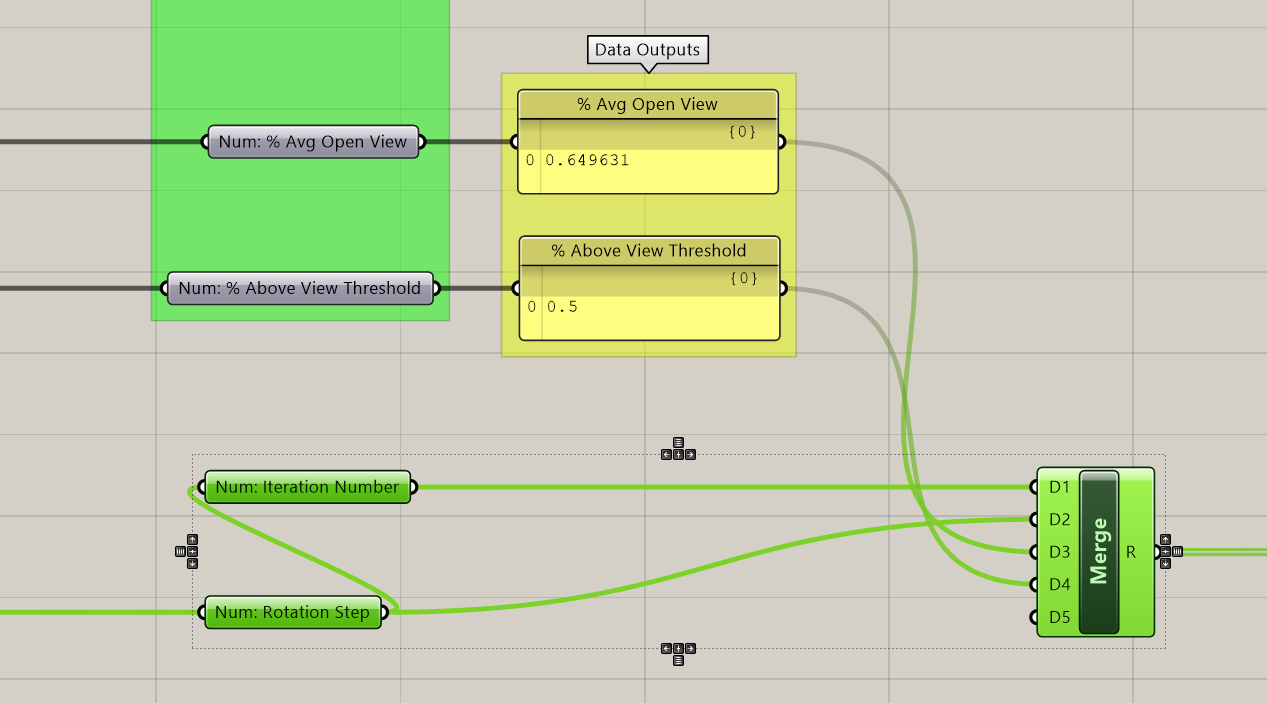 Data Outputs
% Avg Open View
{0}
Num: % Avg Open View
0 0.649631
% Above View Threshold
{0}
Num: % Above View Threshold
0 0.5
Num: Iteration Number
Num: Rotation Step
D1
D2
D3
D4
D5
Merge
R